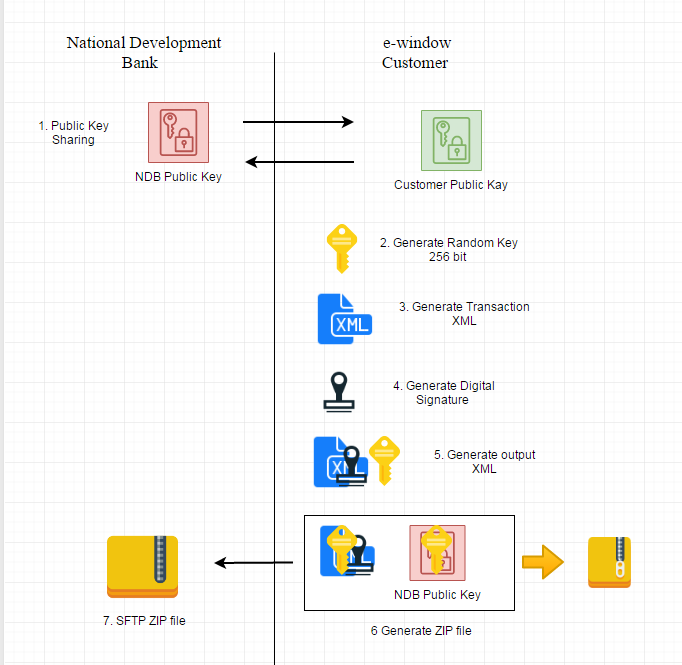 National Development
Bank
e-window
Customer
1. Public Key
Sharing
NDB Public Key
Customer Public Kay
2. Generate Random Key
256 bit
3. Generate Transaction
XML
XML
4. Generate Digital
Signature
5. Generate output
XML
XML
NDB Public Key
7. SFTP ZIP file
6 Generate ZIP file